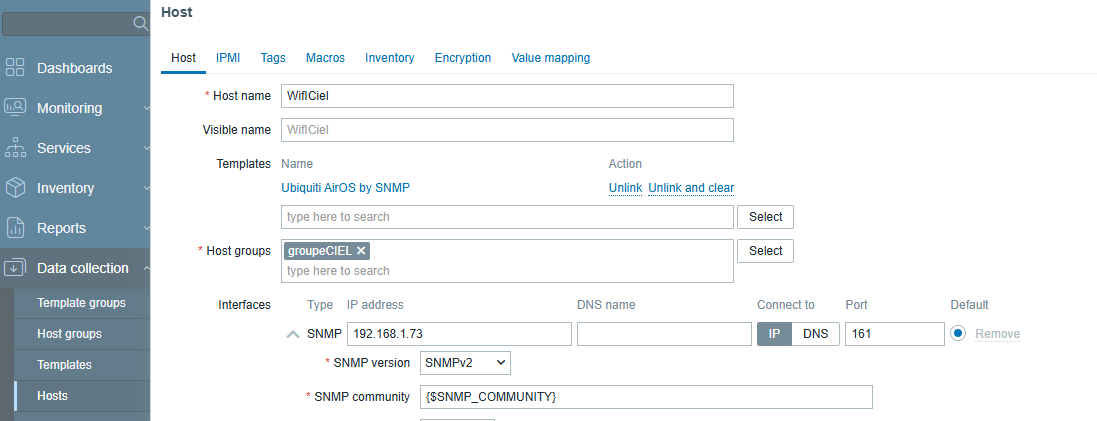 Host
Dashboards
Monitoring
Services
Inventory
Reports
Data collection
Template groups
Host groups
Templates
Hosts
Host IPMI Tags Macros Inventory Encryption Value mapping
* Host name WiflCiel
Visible name WiflCiel
Templates Name Action
Ubiquiti AirOS by SNMP Unlink Unlink and clear
type here to search Select
* Host groups groupeCIEL Select
type here to search
Interfaces Type IP address DNS name Connect to Port Default
SNMP 192.168.1.73 IP DNS 161 Remove
* SNMP version SNMPv2
* SNMP community {$SNMP_COMMUNITY}